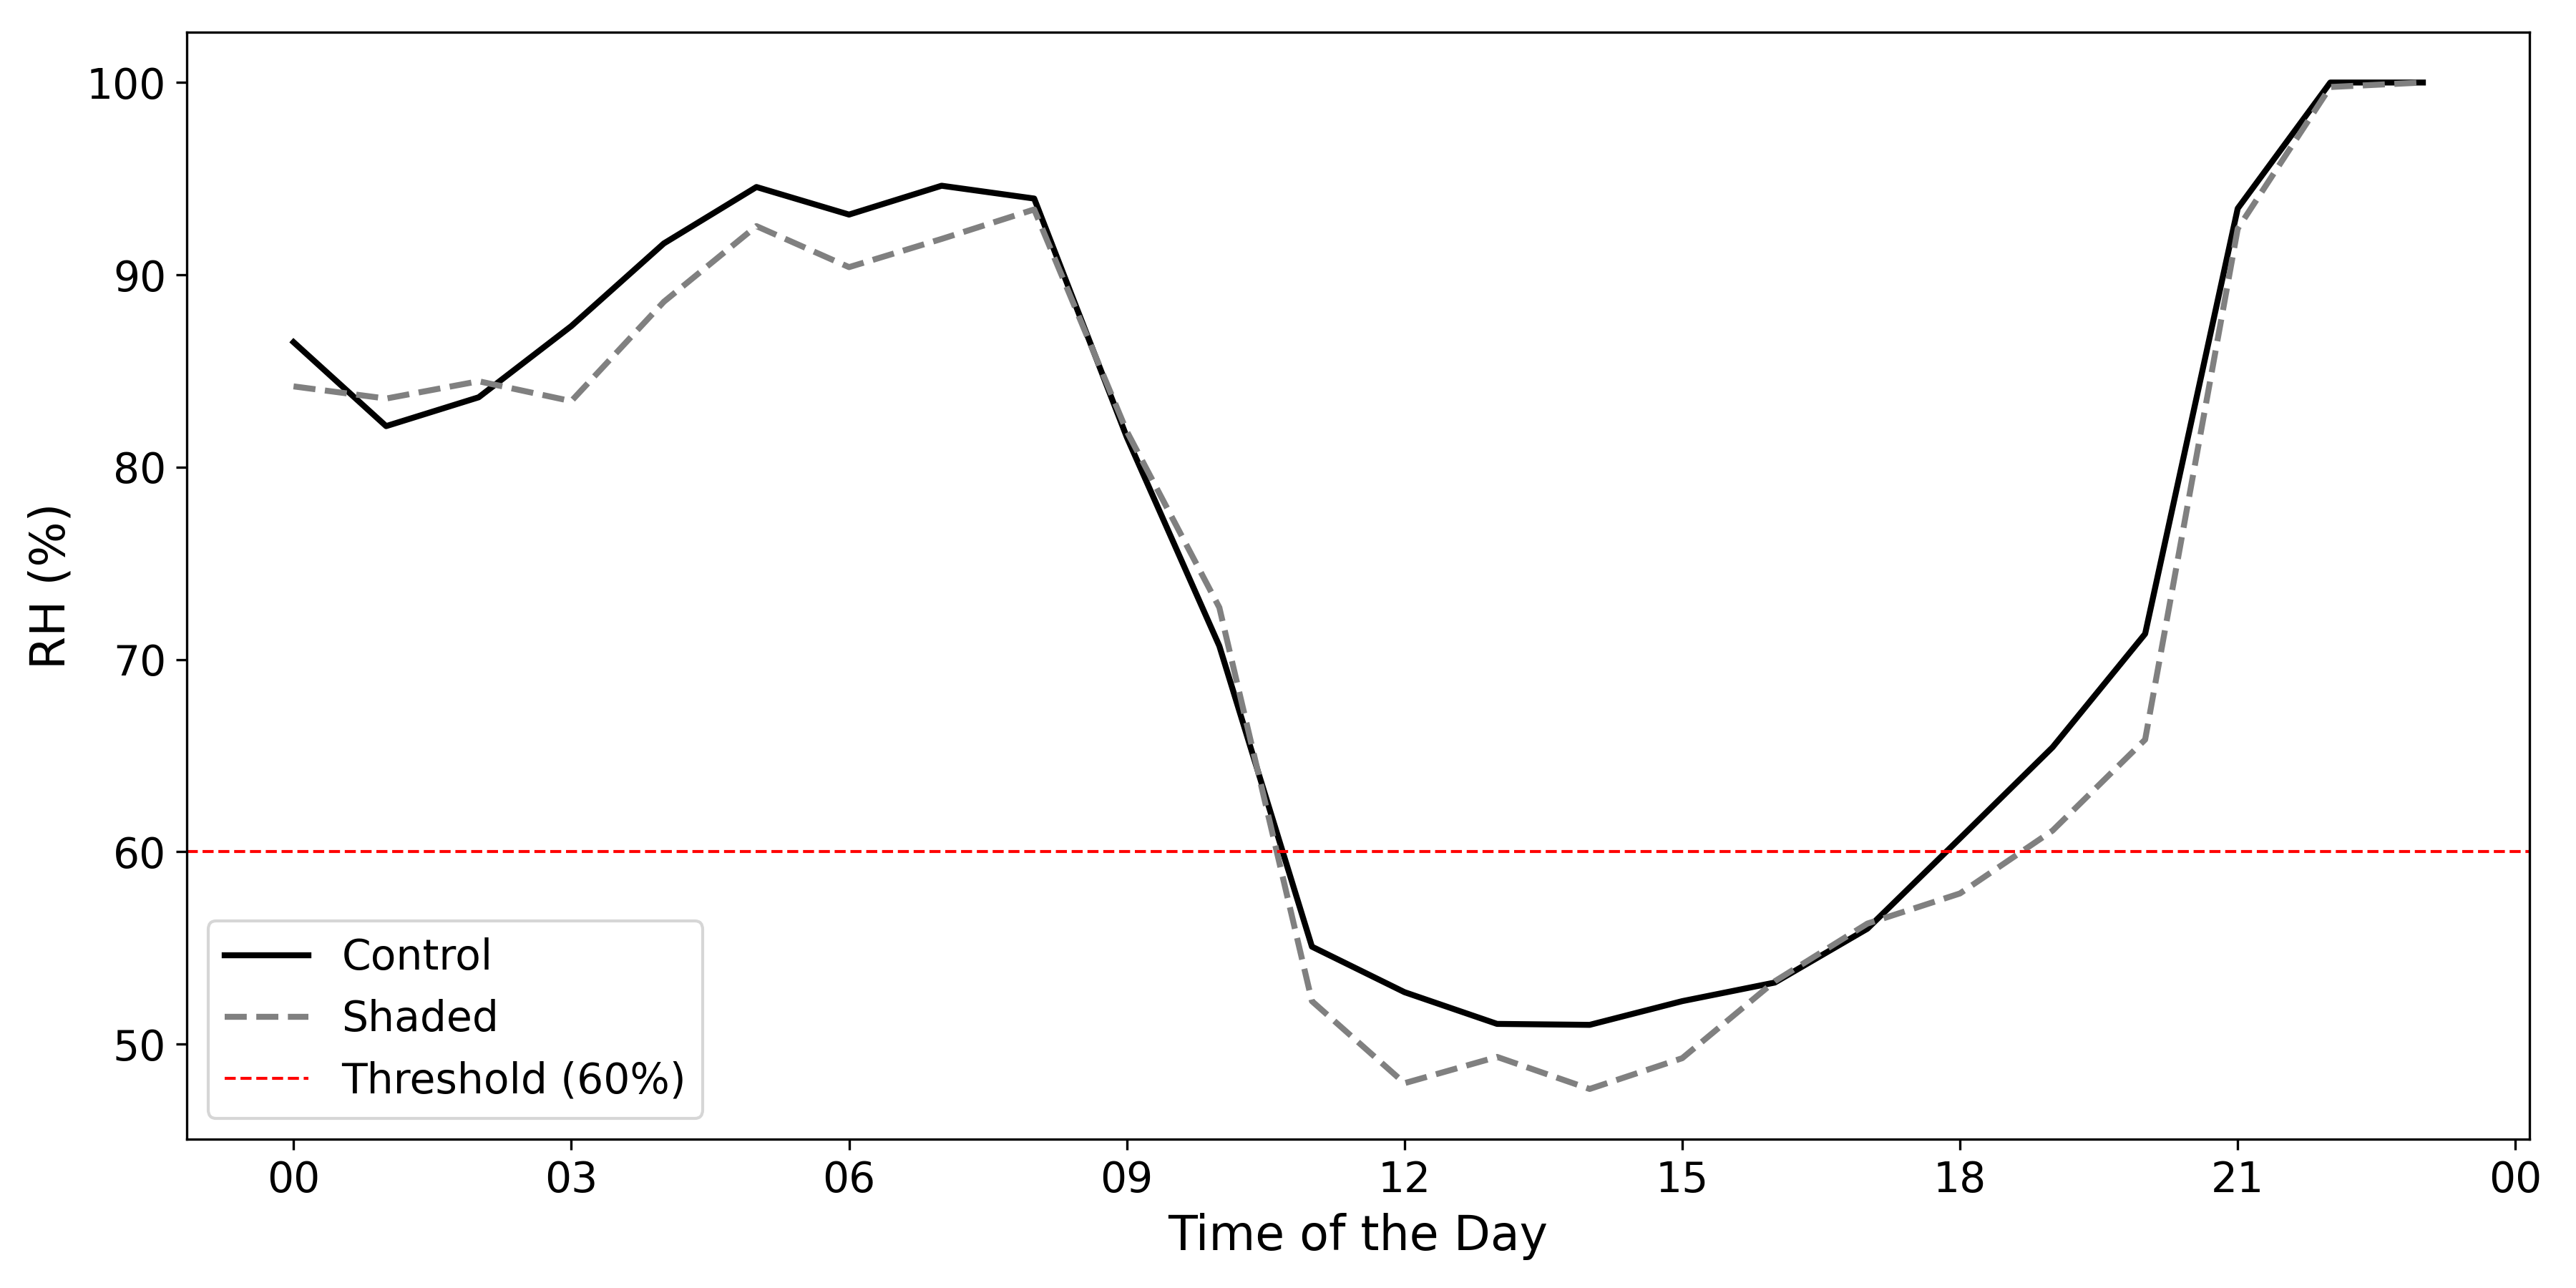 100
90
80
70
60
50
RH (%)
Control
Shaded
Threshold (60%)
00 03 06 09 12 15 18 21 00
Time of the Day